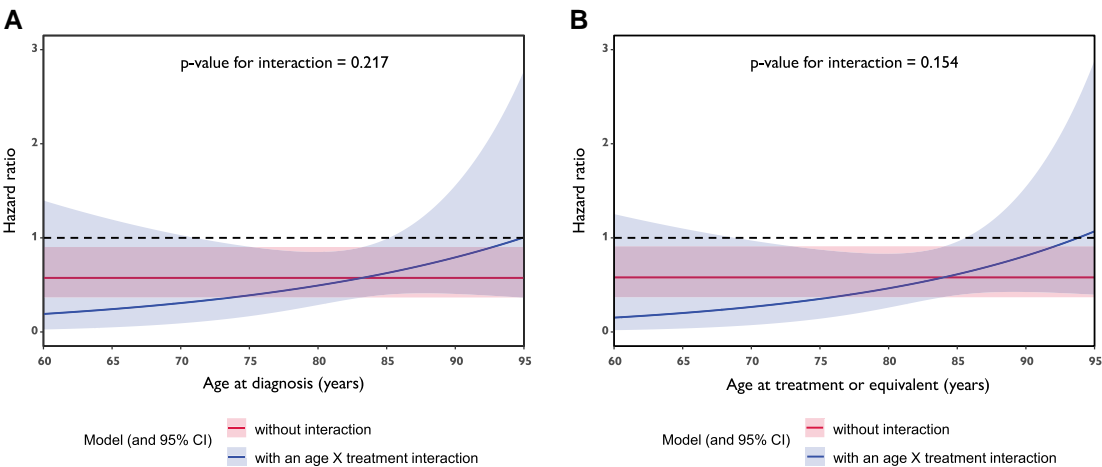 A
B
p-value for interaction = 0.217
p-value for interaction = 0.154
Hazard ratio
3
2
1
0
60 65 70 75 80 85 90 95
Age at diagnosis (years)
Hazard ratio
3
2
1
0
60 65 70 75 80 85 90 95
Age at treatment or equivalent (years)
Model (and 95% CI)
without interaction
with an age X treatment interaction
Model (and 95% CI)
without interaction
with an age X treatment interaction